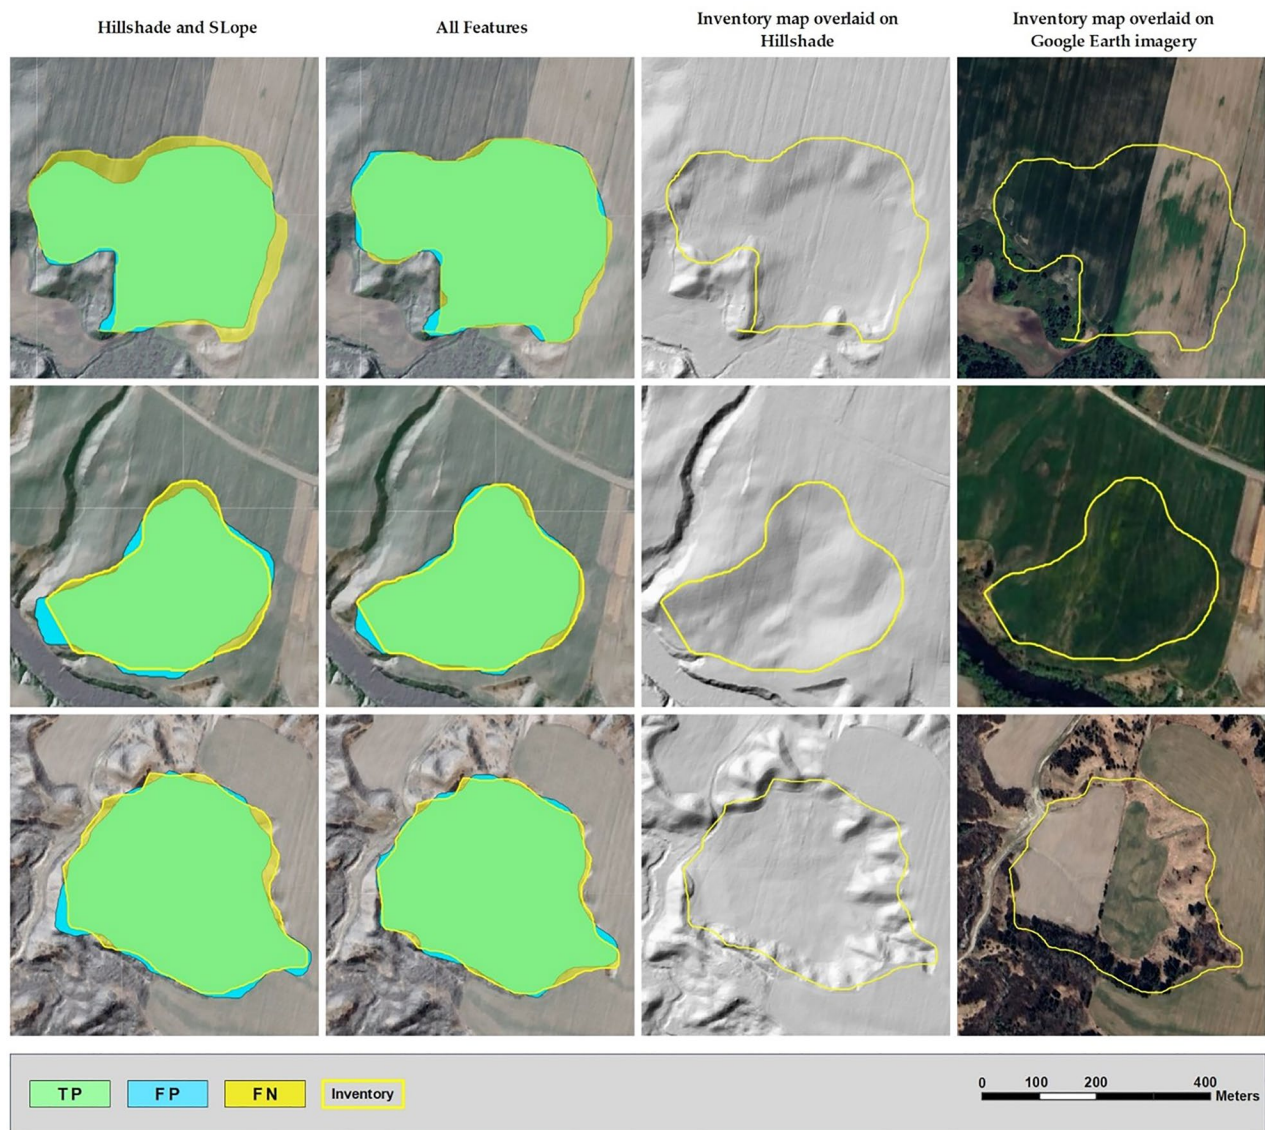 Hillshade and SLope
All Features
Inventory map overlaid on
Hillshade
Inventory map overlaid on
Google Earth imagery
TP
FP
FN
Inventory
0 100 200 400
Meters